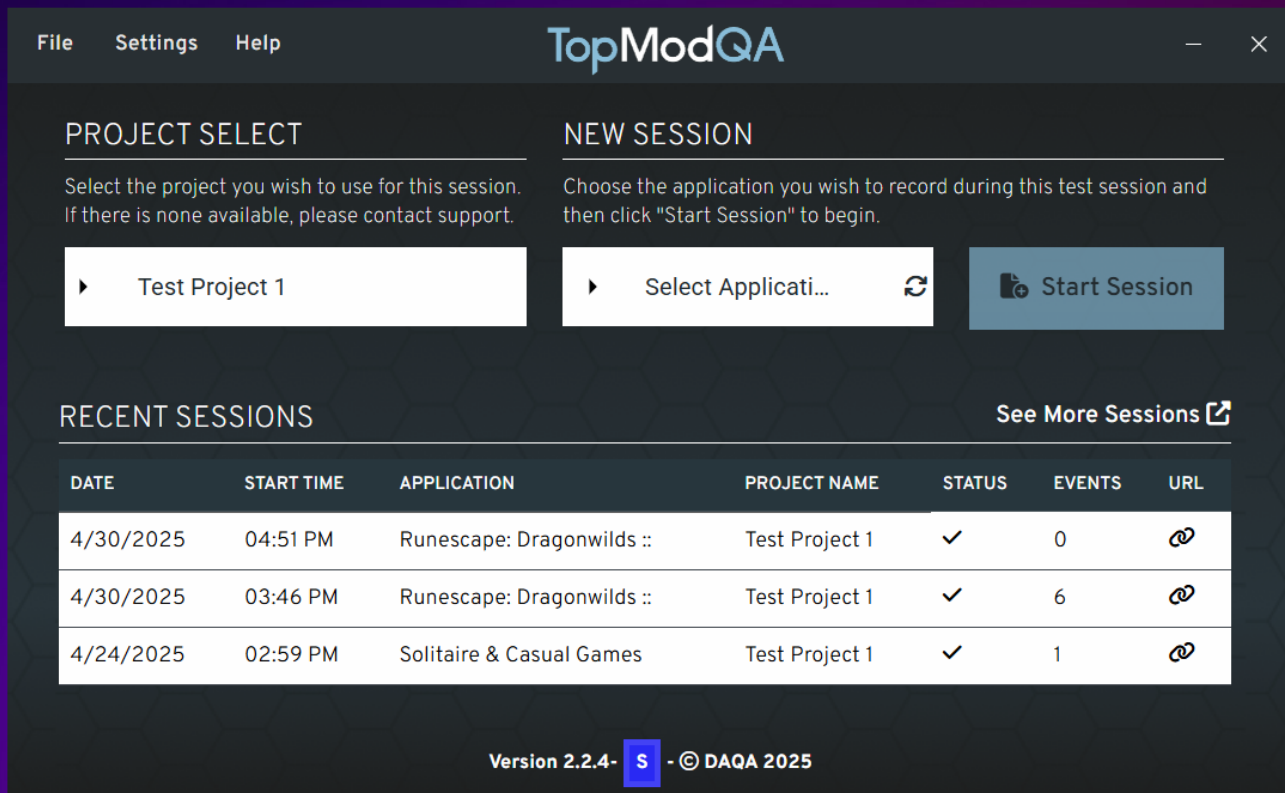 File Settings Help TopModQA
PROJECT SELECT
Select the project you wish to use for this session.
If there is none available, please contact support.
Test Project 1
NEW SESSION
Choose the application you wish to record during this test session and
then click "Start Session" to begin.
Select Applicati...
Start Session
RECENT SESSIONS
See More Sessions
DATE START TIME APPLICATION PROJECT NAME STATUS EVENTS URL
4/30/2025 04:51 PM Runescape: Dragonwilds :: Test Project 1 0
4/30/2025 03:46 PM Runescape: Dragonwilds :: Test Project 1 6
4/24/2025 02:59 PM Solitaire & Casual Games Test Project 1 1
Version 2.2.4- S - © DAQA 2025